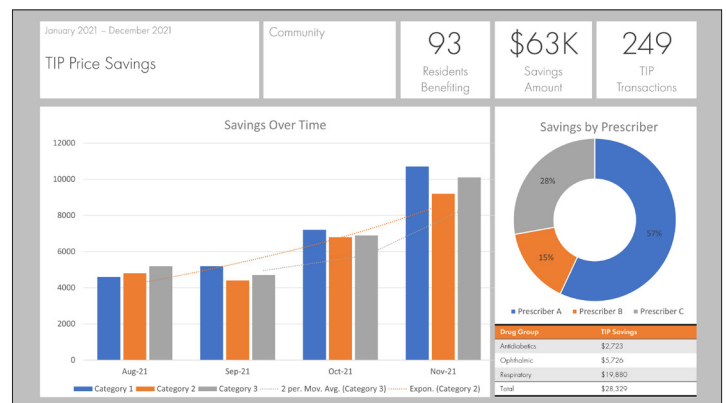 January 2021 – December 2021
TIP Price Savings
Community
93
Residents
Benefiting
$63K
Savings
Amount
249
TIP
Transactions
Savings Over Time
12000
10000
8000
6000
4000
2000
0
Aug-21
Sep-21
Oct-21
Nov-21
Category 1
Category 2
Category 3
2 per. Mov. Avg. (Category 3)
Expon. (Category 2)
Savings by Prescriber
28%
57%
15%
Prescriber A
Prescriber B
Prescriber C
Drug Group TIP Savings
Antidiabetics $2,723
Ophthalmic $5,726
Respiratory $19,880
Total $28,329